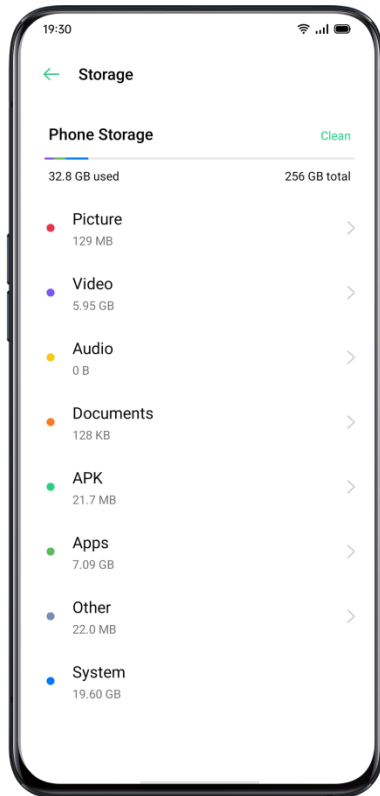 19:30
Storage
Phone Storage
Clean
32.8 GB used
256 GB total
Picture
129 MB
Video
5.95 GB
Audio
0 B
Documents
128 KB
APK
21.7 MB
Apps
7.09 GB
Other
22.0 MB
System
19.60 GB